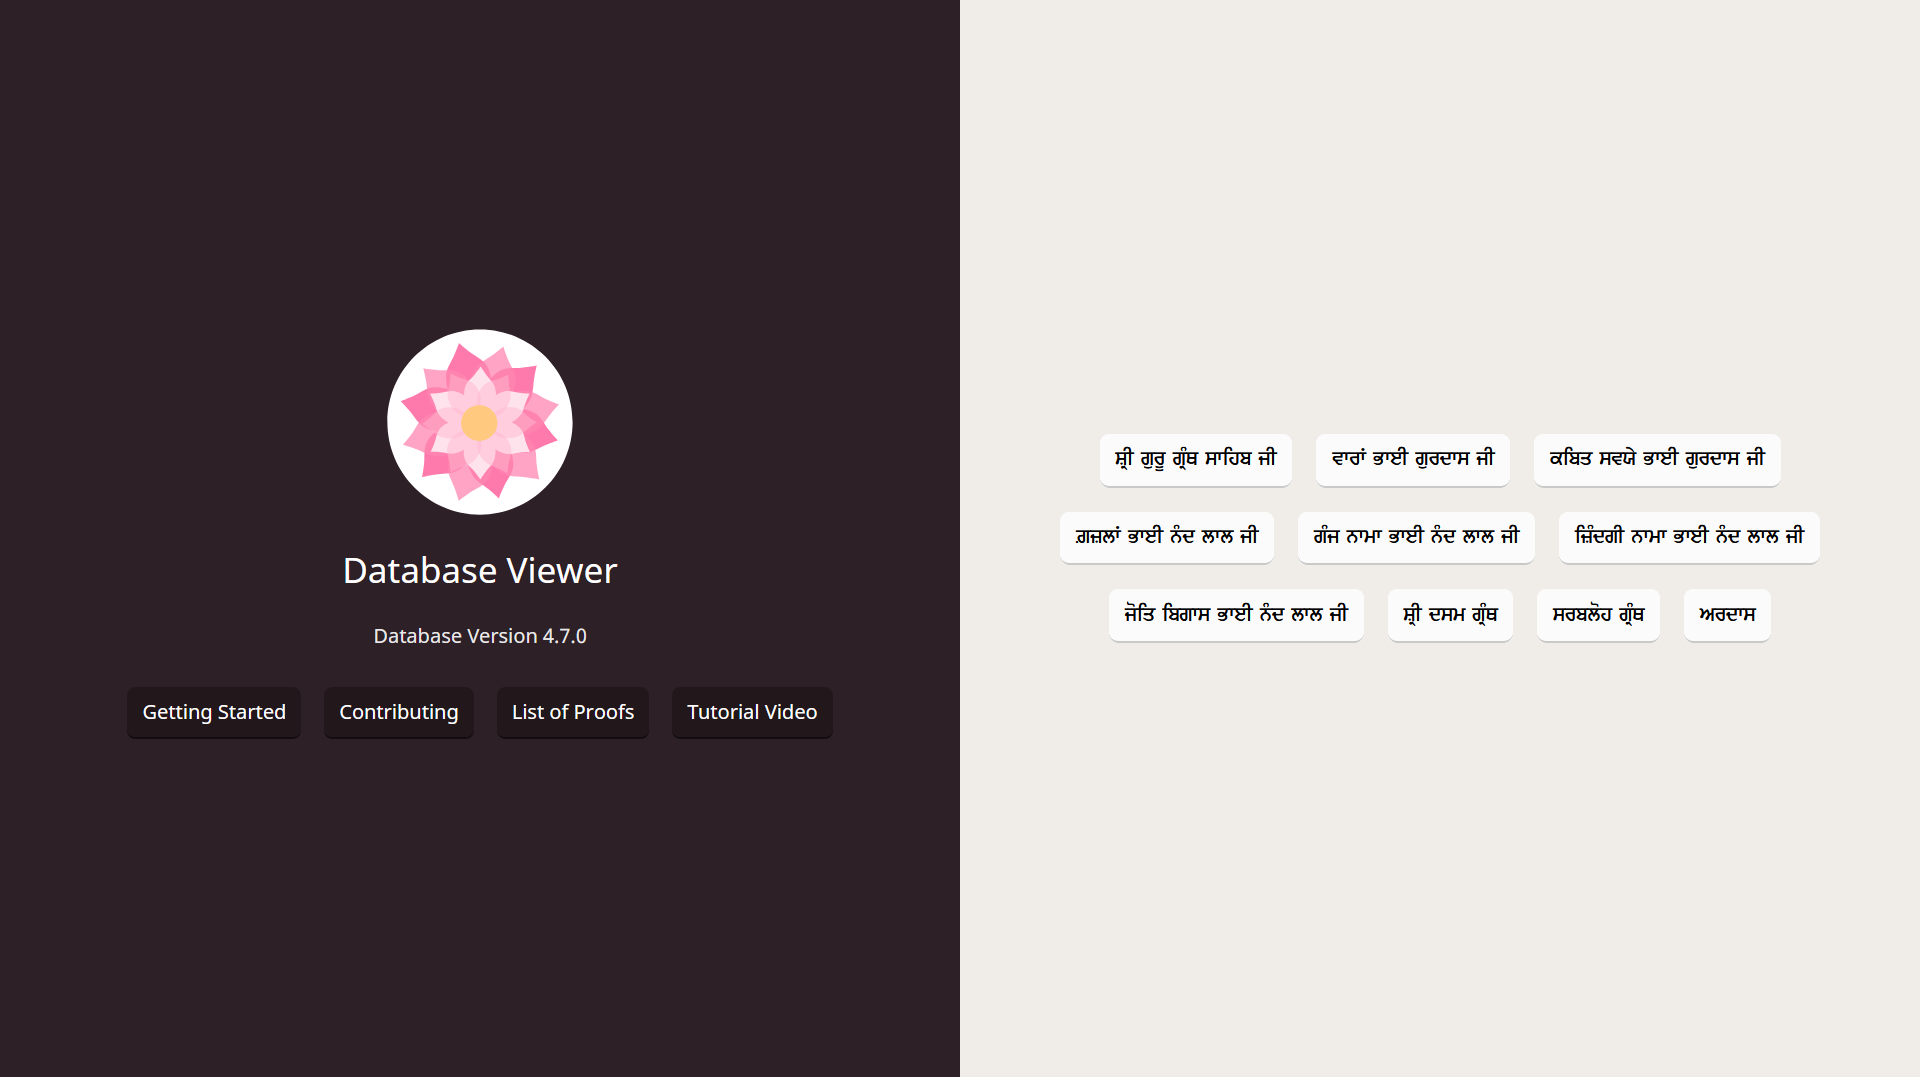 Database Viewer
Database Version 4.7.0
Getting Started
Contributing
List of Proofs
Tutorial Video
ਸ਼੍ਰੀ ਗੁਰੂ ਗ੍ਰੰਥ ਸਾਹਿਬ ਜੀ
ਵਾਰਾਂ ਭਾਈ ਗੁਰਦਾਸ ਜੀ
ਕਬਿਤ ਸਵਯੇ ਭਾਈ ਗੁਰਦਾਸ ਜੀ
ਗ਼ਜ਼ਲਾਂ ਭਾਈ ਨੰਦ ਲਾਲ ਜੀ
ਗੰਜ ਨਾਮਾ ਭਾਈ ਨੰਦ ਲਾਲ ਜੀ
ਜ਼ਿੰਦਗੀ ਨਾਮਾ ਭਾਈ ਨੰਦ ਲਾਲ ਜੀ
ਜੋਤਿ ਬਿਗਾਸ ਭਾਈ ਨੰਦ ਲਾਲ ਜੀ
ਸ਼੍ਰੀ ਦਸਮ ਗ੍ਰੰਥ
ਸਰਬਲੋਹ ਗ੍ਰੰਥ
ਅਰਦਾਸ